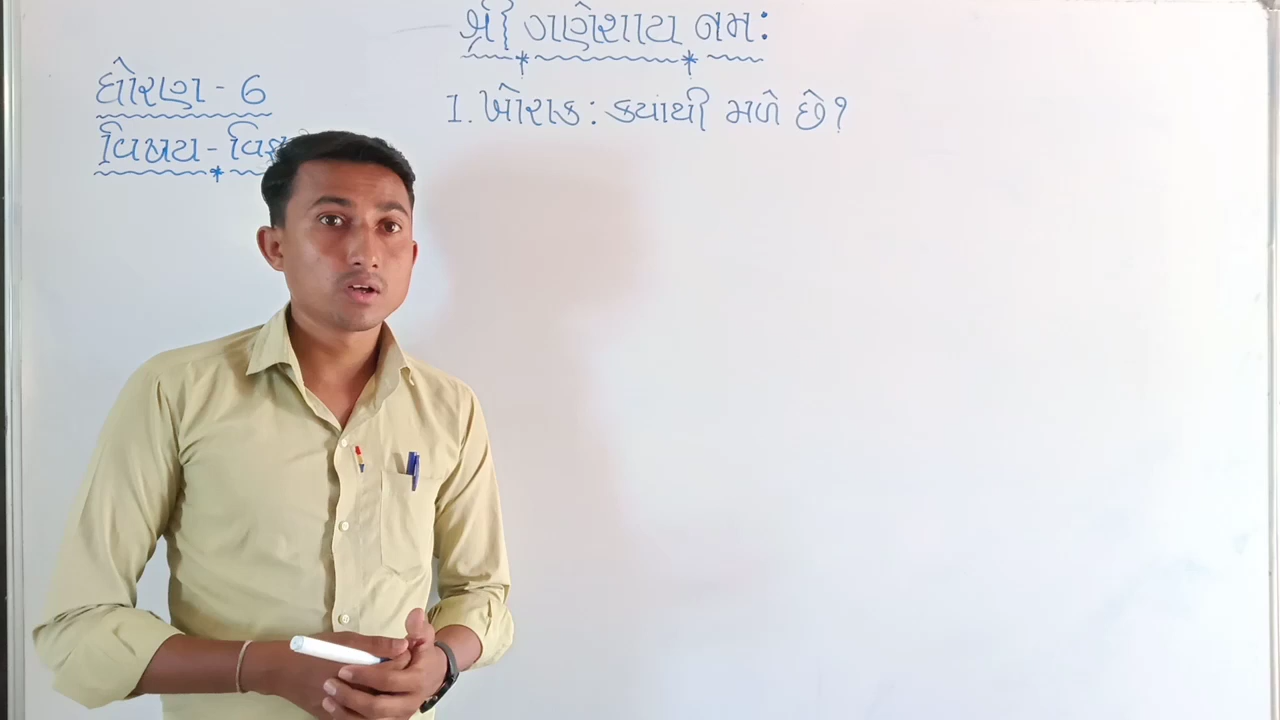 શ્રી ગણેશાય નમઃ
ધોરણ - 6
વિષય -
1. ખોરાક : ક્યાંથી મળે છે?